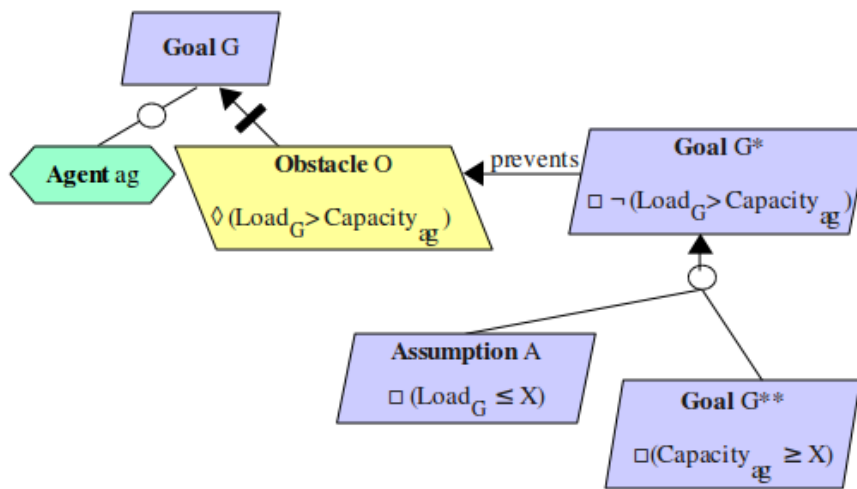 Goal G
Agent ag
Obstacle O
◊ (Load_G > Capacity_ag)
prevents
Goal G*
□ ¬ (Load_G > Capacity_ag)
Assumption A
□ (Load_G ≤ X)
Goal G**
□(Capacity_ag ≥ X)